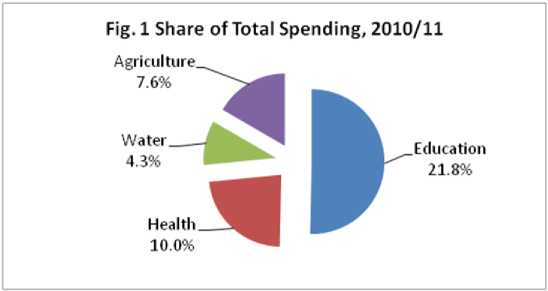 Fig. 1 Share of Total Spending, 2010/11
Agriculture
7.6%
Water
4.3%
Education
21.8%
Health
10.0%